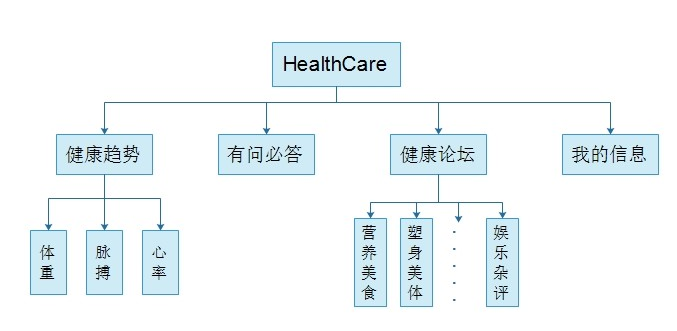 HealthCare
健康趋势
有问必答
健康论坛
我的信息
体重
脉搏
心率
营养美食
塑身美体
· · · · ·
娱乐杂评